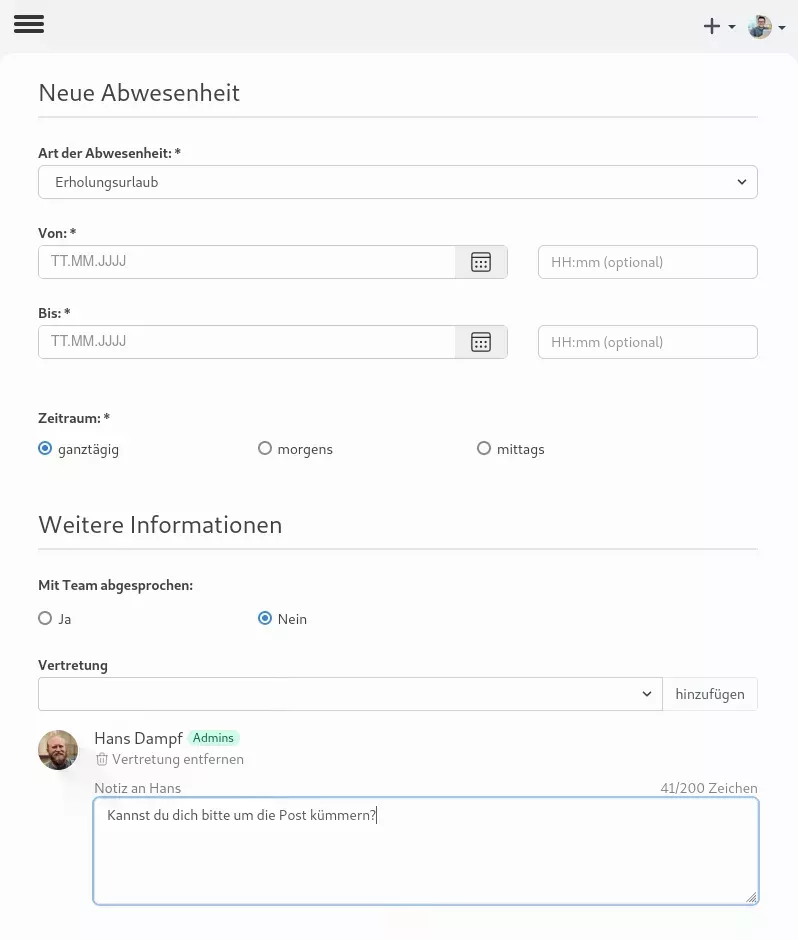 Neue Abwesenheit
Art der Abwesenheit: *
Erholungsurlaub
Von: *
TT.MM.JJJJ HH:mm (optional)
Bis: *
TT.MM.JJJJ HH:mm (optional)
Zeitraum: *
ganztägig morgens mittags
Weitere Informationen
Mit Team abgesprochen:
Ja Nein
Vertretung
hinzufügen
Hans Dampf Admins
Vertretung entfernen
Notiz an Hans 41/200 Zeichen
Kannst du dich bitte um die Post kümmern?